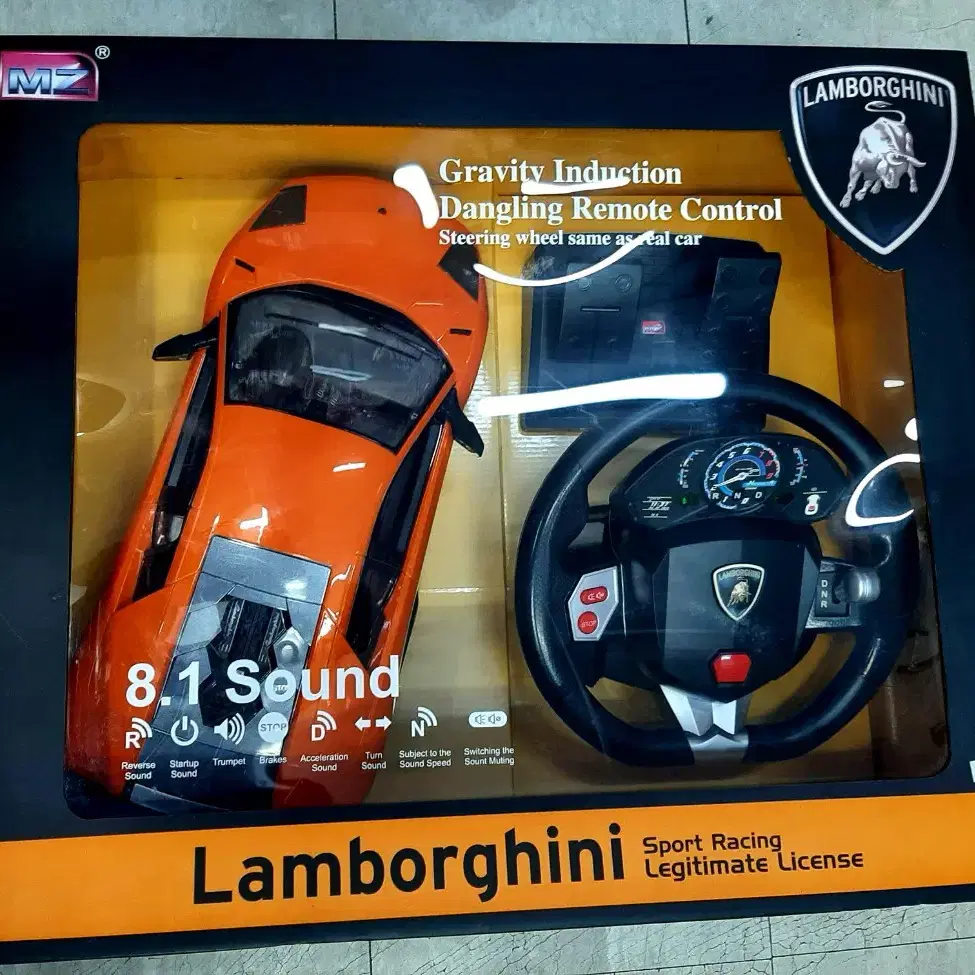 MZ®
LAMBORGHINI
Gravity Induction
Dangling Remote Control
Steering wheel same as real car
R N D
LAMBORGHINI
STOP
D
N
R
8.1 Sound
R
STOP
D
N
Reverse Sound
Startup Sound
Trumpet
Brakes
Acceleration Sound
Turn Sound
Subject to the Sound Speed
Switching the Sount Muting
Lamborghini
Sport Racing
Legitimate License